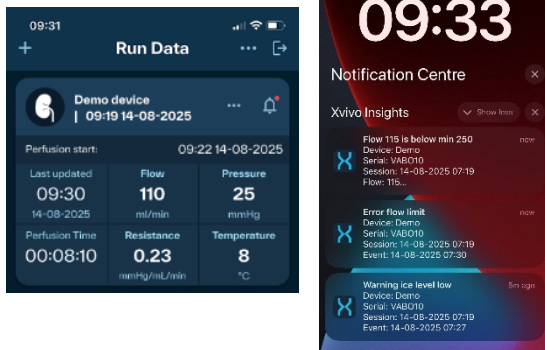 09:31
Run Data
Demo device
| 09:19 14-08-2025
Perfusion start: 09:22 14-08-2025
Last updated Flow Pressure
09:30 110 25
14-08-2025 ml/min mmHg
Perfusion Time Resistance Temperature
00:08:10 0.23 8
mmHg/mL/min °C
09:33
Notification Centre
Xvivo Insights Show less
Flow 115 is below min 250 now
Device: Demo
Serial: VABO10
Session: 14-08-2025 07:19
Flow: 115...
Error flow limit now
Device: Demo
Serial: VABO10
Session: 14-08-2025 07:19
Event: 14-08-2025 07:30
Warning ice level low 5m ago
Device: Demo
Serial: VABO10
Session: 14-08-2025 07:19
Event: 14-08-2025 07:27